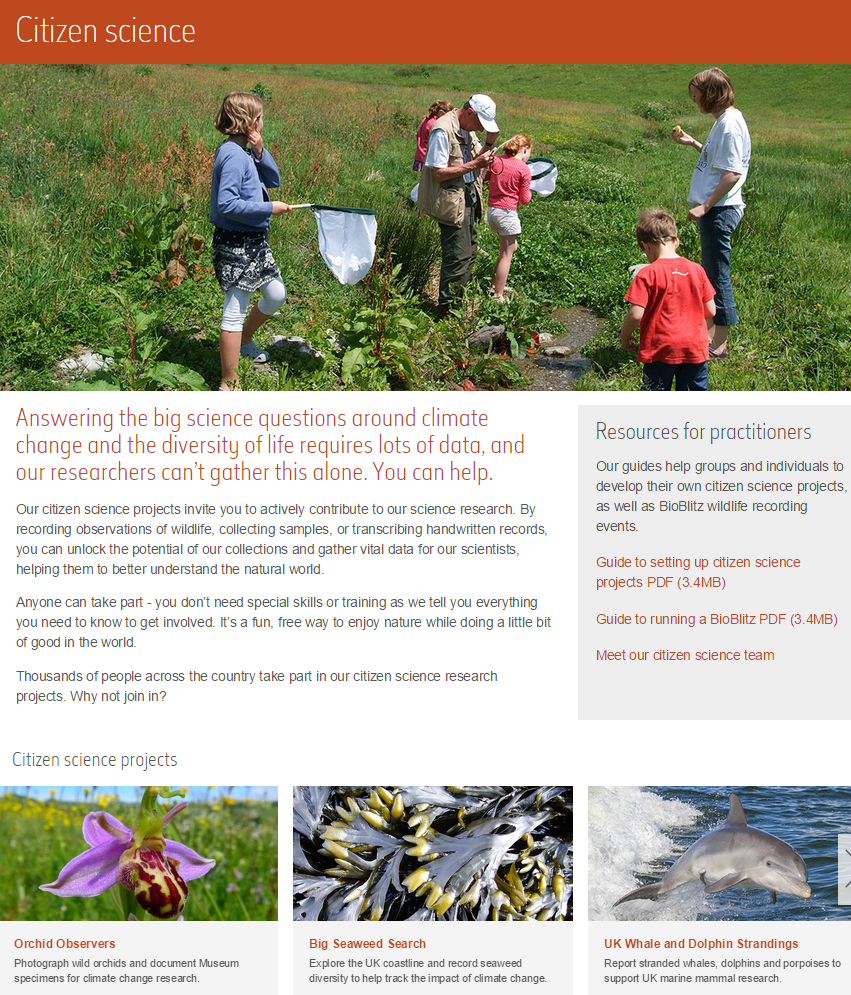 Citizen science
Answering the big science questions around climate
change and the diversity of life requires lots of data, and
our researchers can't gather this alone. You can help.
Our citizen science projects invite you to actively contribute to our science research. By
recording observations of wildlife, collecting samples, or transcribing handwritten records,
you can unlock the potential of our collections and gather vital data for our scientists,
helping them to better understand the natural world.
Anyone can take part - you don't need special skills or training as we tell you everything
you need to know to get involved. It's a fun, free way to enjoy nature while doing a little bit
of good in the world.
Thousands of people across the country take part in our citizen science research
projects. Why not join in?
Resources for practitioners
Our guides help groups and individuals to
develop their own citizen science projects,
as well as BioBlitz wildlife recording
events.
Guide to setting up citizen science
projects PDF (3.4MB)
Guide to running a BioBlitz PDF (3.4MB)
Meet our citizen science team
Citizen science projects
Orchid Observers
Photograph wild orchids and document Museum
specimens for climate change research.
Big Seaweed Search
Explore the UK coastline and record seaweed
diversity to help track the impact of climate change.
UK Whale and Dolphin Strandings
Report stranded whales, dolphins and porpoises to
support UK marine mammal research.